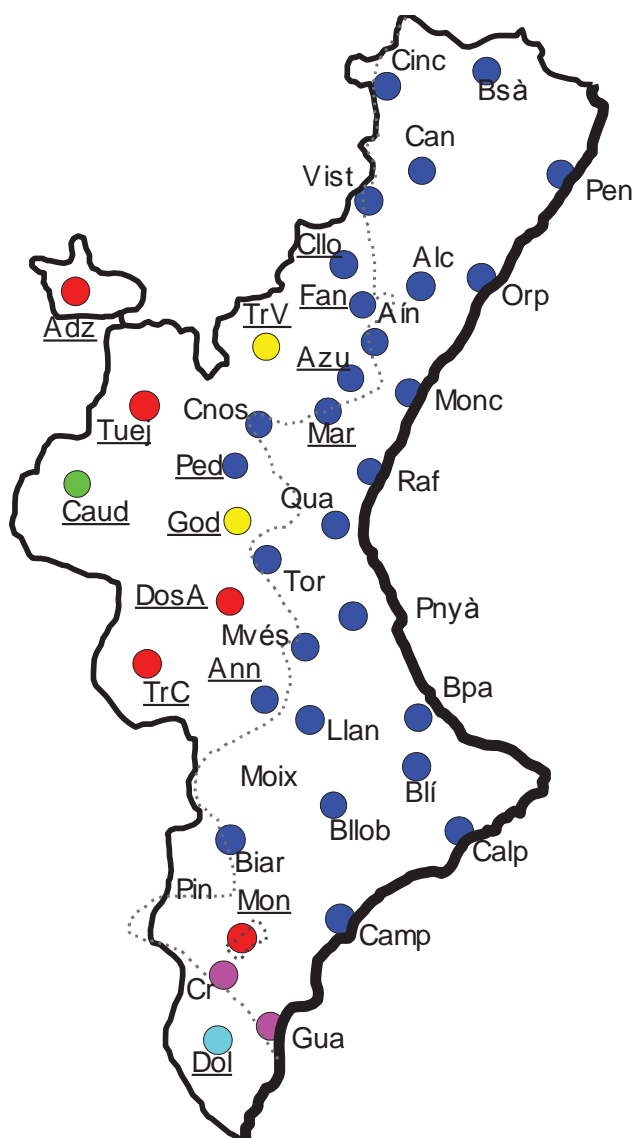 Cinc
Bsà
Can
Pen
Vist
Cllo
Alc
Orp
Fan
Adz
TrV
Ain
Azu
Monc
Cnos
Mar
Tuej
Ped
Raf
Caud
Qua
God
Tor
DosA
Pnyà
Mvés
Ann
TrC
Bpa
Llan
Moix
Blí
Bllob
Calp
Biar
Pin
Mon
Camp
Cr
Gua
Dol